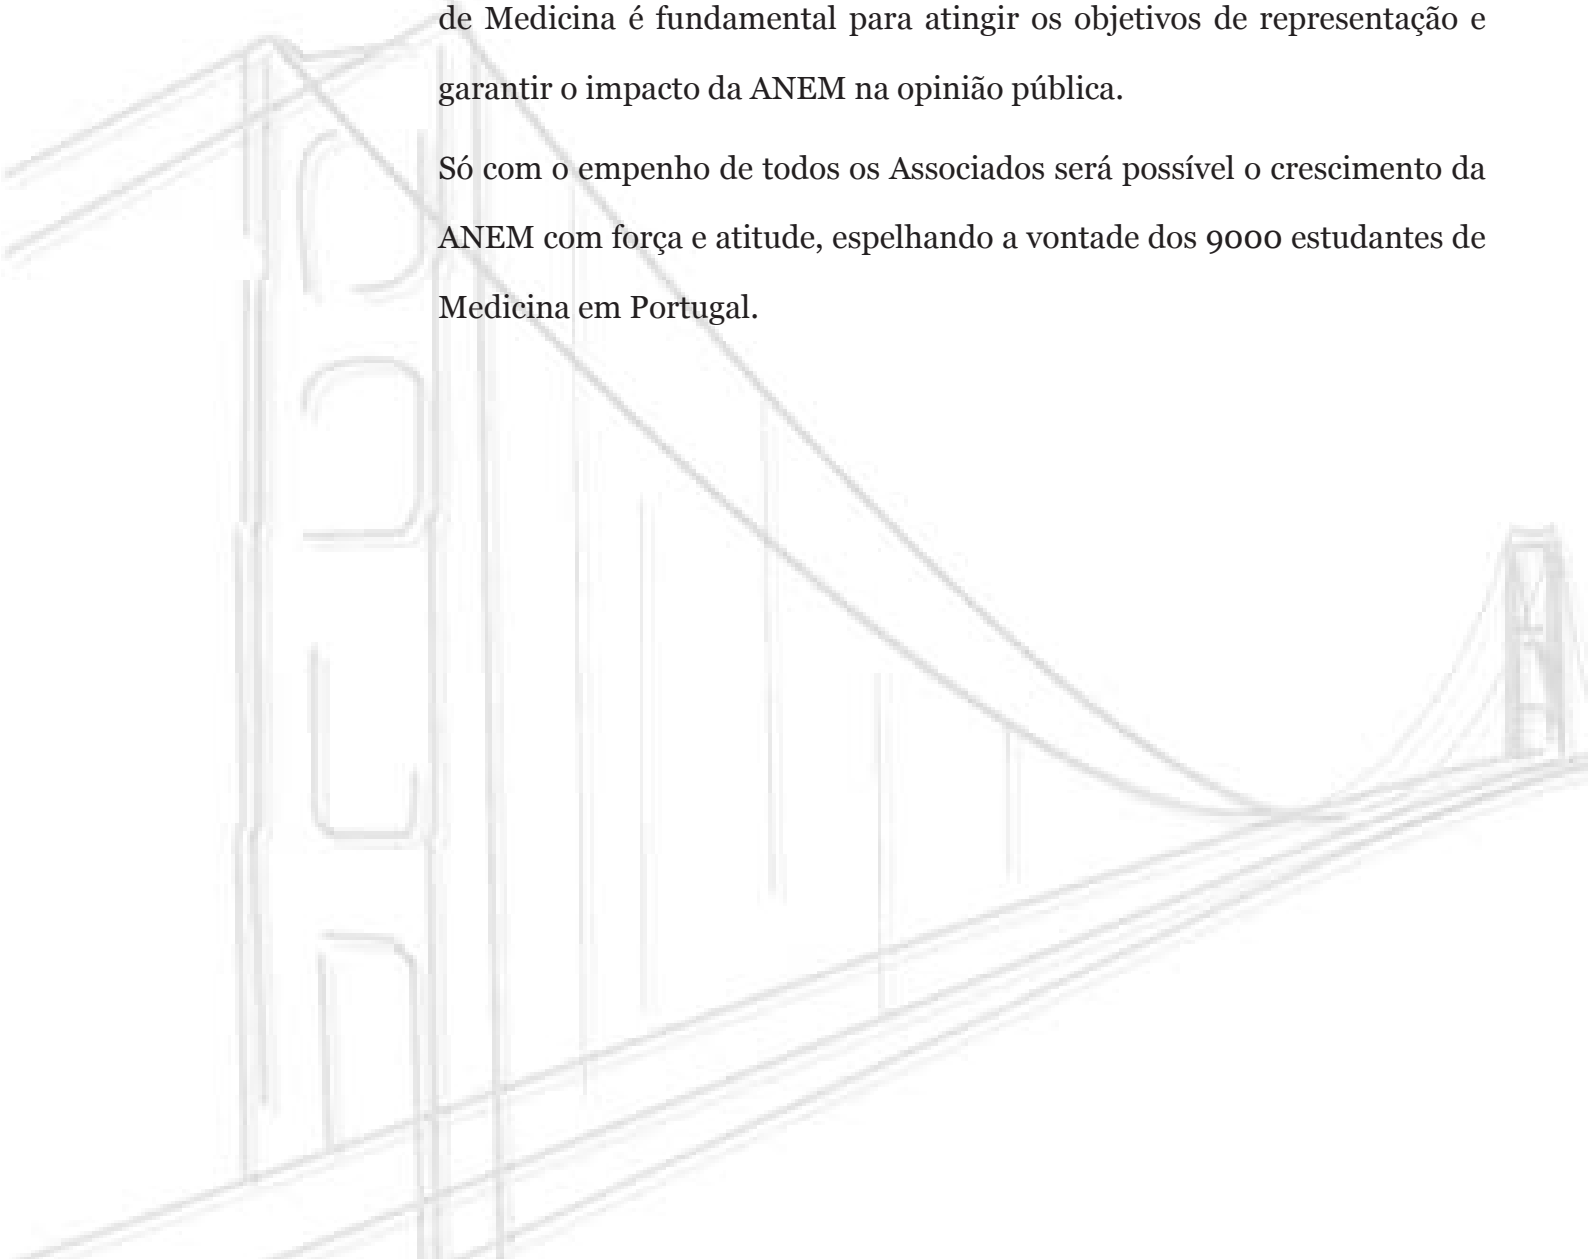 de Medicina é fundamental para atingir os objetivos de representação e
garantir o impacto da ANEM na opinião pública.
Só com o empenho de todos os Associados será possível o crescimento da
ANEM com força e atitude, espelhando a vontade dos 9000 estudantes de
Medicina em Portugal.